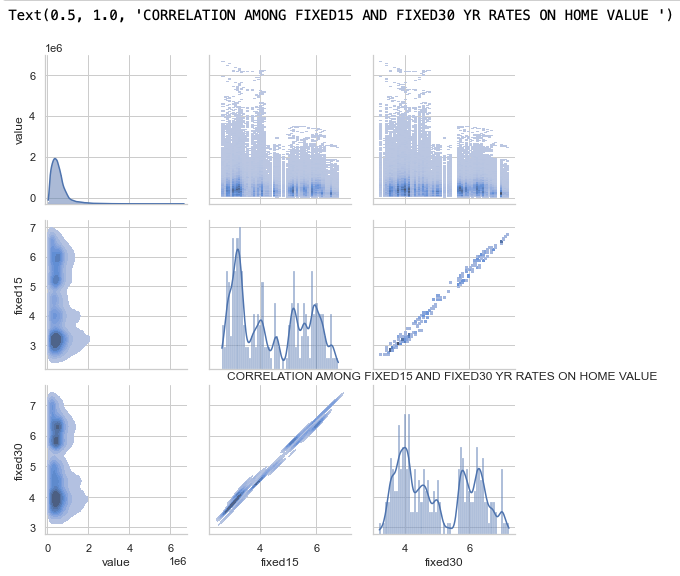 Text(0.5, 1.0, 'CORRELATION AMONG FIXED15 AND FIXED30 YR RATES ON HOME VALUE ')
1e6
6
4
2
0
value
7
6
5
4
3
fixed15
CORRELATION AMONG FIXED15 AND FIXED30 YR RATES ON HOME VALUE
7
6
5
4
3
fixed30
0 2 4 6
1e6
value
4 6
fixed15
4 6
fixed30